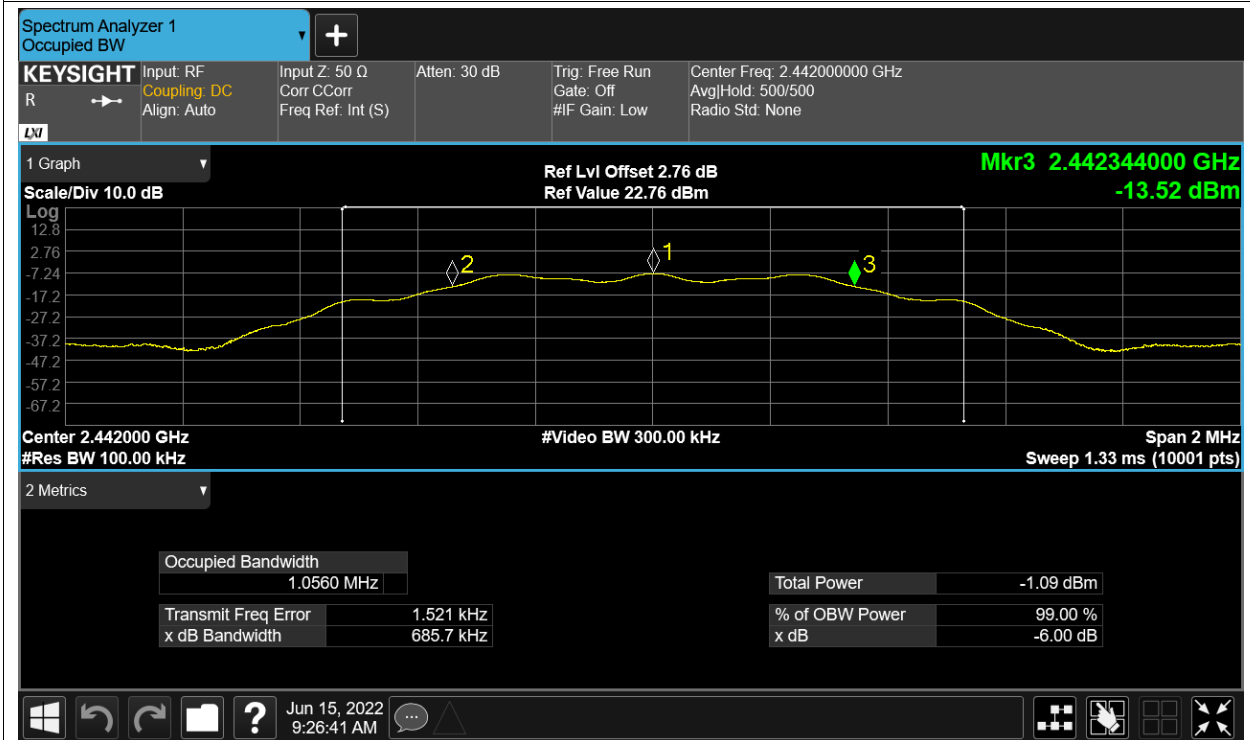 Spectrum Analyzer 1
Occupied BW
KEYSIGHT
R
LXI
Input: RF
Coupling: DC
Align: Auto
Input Z: 50 Ω
Corr CCorr
Freq Ref: Int (S)
Atten: 30 dB
Trig: Free Run
Gate: Off
#IF Gain: Low
Center Freq: 2.442000000 GHz
Avg|Hold: 500/500
Radio Std: None
1 Graph
Scale/Div 10.0 dB
Ref Lvl Offset 2.76 dB
Ref Value 22.76 dBm
Mkr3 2.442344000 GHz
-13.52 dBm
Log
12.8
2.76
-7.24
-17.2
-27.2
-37.2
-47.2
-57.2
-67.2
2
1
3
Center 2.442000 GHz
#Video BW 300.00 kHz
Span 2 MHz
#Res BW 100.00 kHz
Sweep 1.33 ms (10001 pts)
2 Metrics
Occupied Bandwidth
1.0560 MHz
Total Power -1.09 dBm
Transmit Freq Error 1.521 kHz
% of OBW Power 99.00 %
x dB Bandwidth 685.7 kHz
x dB -6.00 dB
?
Jun 15, 2022
9:26:41 AM